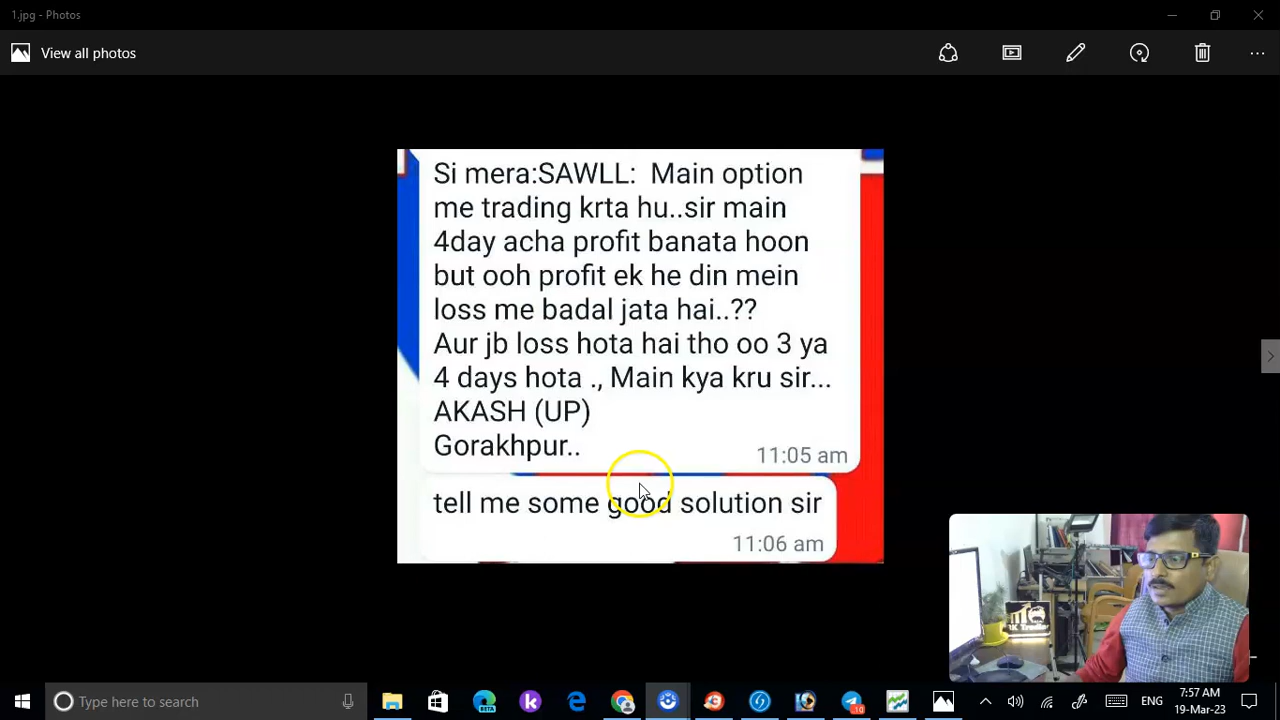 1.jpg - Photos
View all photos
Si mera:SAWLL: Main option
me trading krta hu..sir main
4day acha profit banata hoon
but ooh profit ek he din mein
loss me badal jata hai..??
Aur jb loss hota hai tho oo 3 ya
4 days hota ., Main kya kru sir...
AKASH (UP)
Gorakhpur..
11:05 am
tell me some good solution sir
11:06 am
Type here to search
BETA
10
ENG
7:57 AM
19-Mar-23